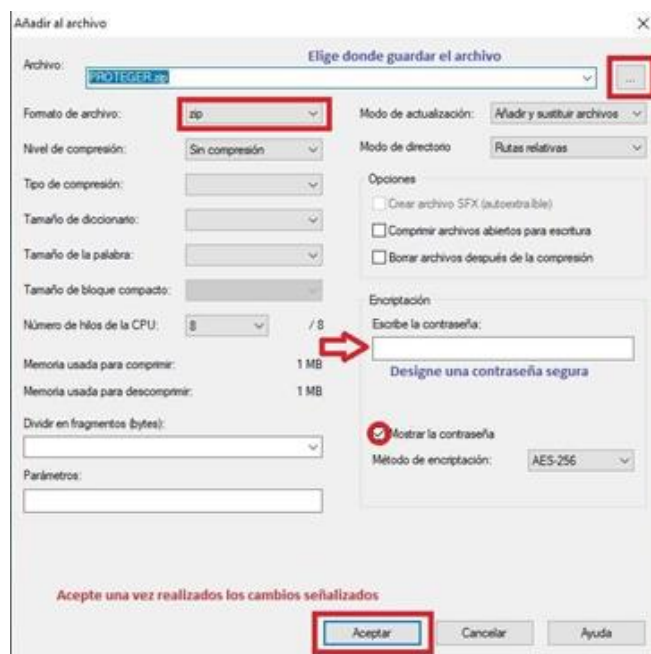 Añadir al archivo
Elige donde guardar el archivo
Archivo:
PROTEGER.zip
...
Formato de archivo:
zip
Modo de actualización:
Añadir y sustituir archivos
Nivel de compresión:
Sin compresión
Modo de directorio
Rutas relativas
Tipo de compresión:
Opciones
Crear archivo SFX (autoextraíble)
Tamaño de diccionario:
Comprimir archivos abiertos para escritura
Tamaño de la palabra:
Borrar archivos después de la compresión
Tamaño de bloque compacto:
Encriptación
Número de hilos de la CPU:
8
/ 8
Escribe la contraseña:
Memoria usada para comprimir:
1 MB
Designe una contraseña segura
Memoria usada para descomprimir:
1 MB
Dividir en fragmentos (bytes):
Mostrar la contraseña
Método de encriptación:
AES-256
Parámetros:
Acepte una vez realizados los cambios señalizados
Aceptar
Cancelar
Ayuda